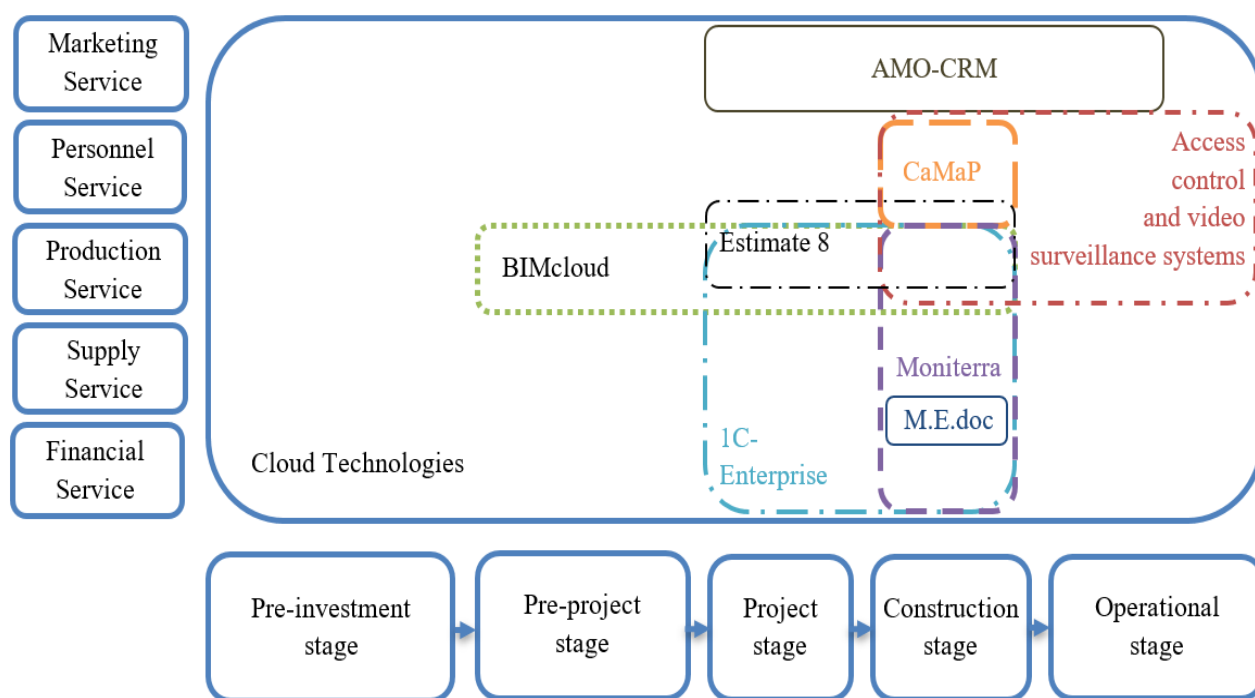 Marketing
Service
Personnel
Service
Production
Service
Supply
Service
Financial
Service
AMO-CRM
CaMaP
Access
control
and video
surveillance systems
Estimate 8
BIMcloud
Moniterra
M.E.doc
1C-
Enterprise
Cloud Technologies
Pre-investment
stage
Pre-project
stage
Project
stage
Construction
stage
Operational
stage